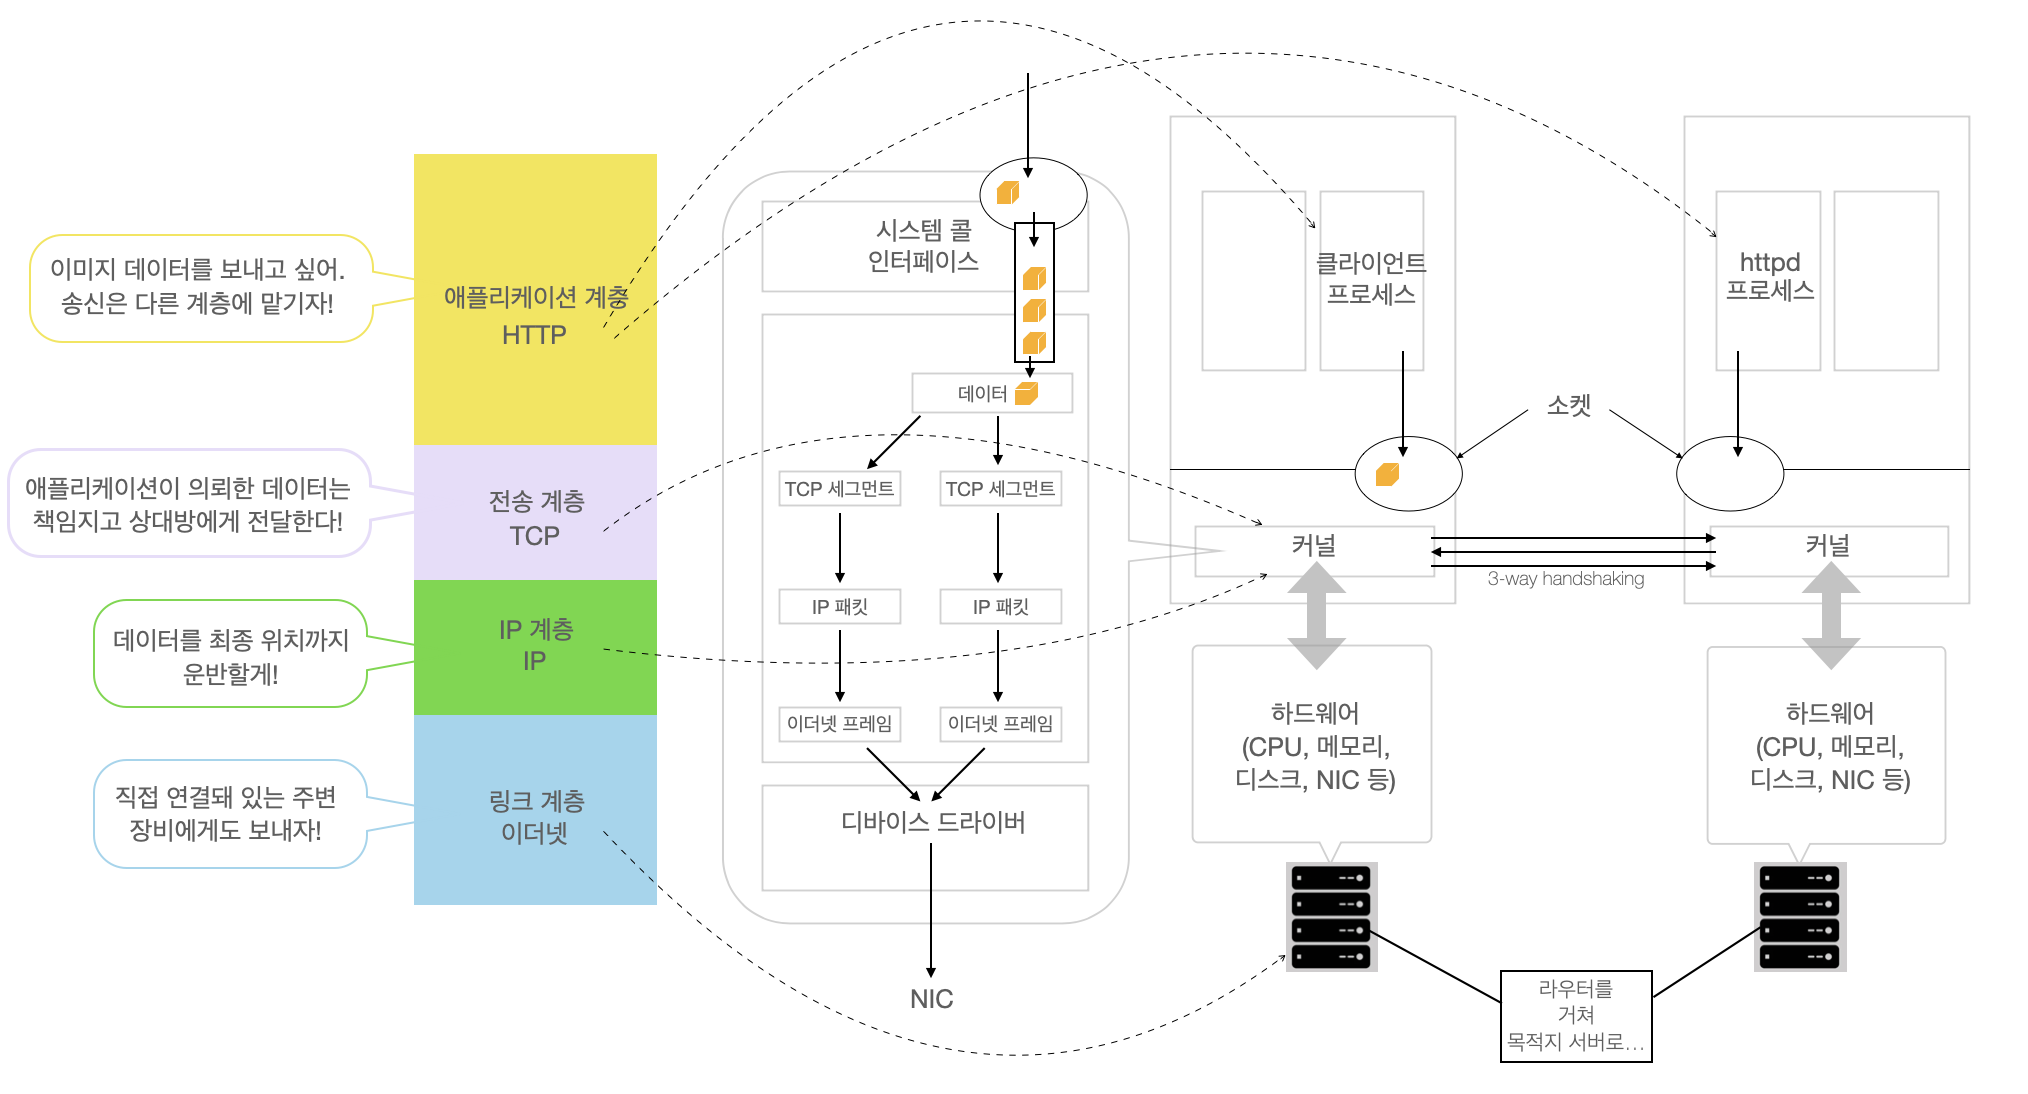 이미지 데이터를 보내고 싶어.
송신은 다른 계층에 맡기자!
애플리케이션이 의뢰한 데이터는
책임지고 상대방에게 전달한다!
데이터를 최종 위치까지
운반할게!
직접 연결돼 있는 주변
장비에게도 보내자!
애플리케이션 계층
HTTP
전송 계층
TCP
IP 계층
IP
링크 계층
이더넷
시스템 콜
인터페이스
데이터
TCP 세그먼트
TCP 세그먼트
IP 패킷
IP 패킷
이더넷 프레임
이더넷 프레임
디바이스 드라이버
NIC
클라이언트
프로세스
httpd
프로세스
소켓
커널
커널
3-way handshaking
하드웨어
(CPU, 메모리,
디스크, NIC 등)
하드웨어
(CPU, 메모리,
디스크, NIC 등)
라우터를
거쳐
목적지 서버로...